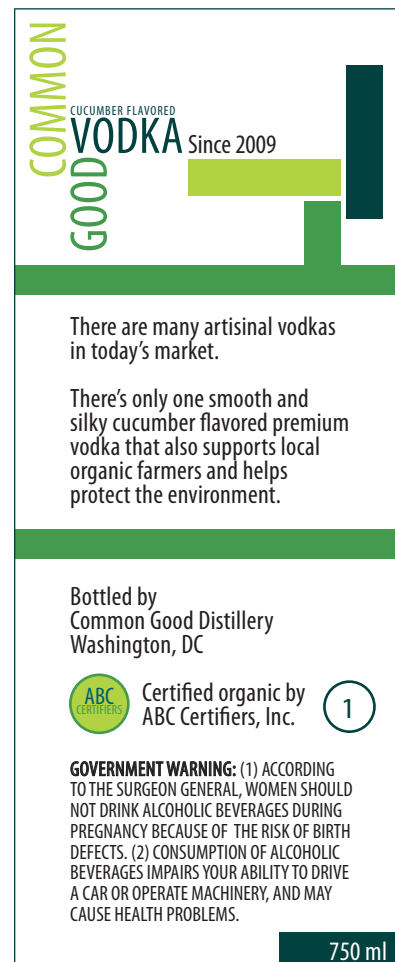 COMMON
CUCUMBER FLAVORED
VODKA Since 2009
GOOD
There are many artisinal vodkas
in today's market.
There's only one smooth and
silky cucumber flavored premium
vodka that also supports local
organic farmers and helps
protect the environment.
Bottled by
Common Good Distillery
Washington, DC
ABC
CERTIFIERS
Certified organic by
ABC Certifiers, Inc.
1
GOVERNMENT WARNING: (1) ACCORDING
TO THE SURGEON GENERAL, WOMEN SHOULD
NOT DRINK ALCOHOLIC BEVERAGES DURING
PREGNANCY BECAUSE OF THE RISK OF BIRTH
DEFECTS. (2) CONSUMPTION OF ALCOHOLIC
BEVERAGES IMPAIRS YOUR ABILITY TO DRIVE
A CAR OR OPERATE MACHINERY, AND MAY
CAUSE HEALTH PROBLEMS.
750 ml